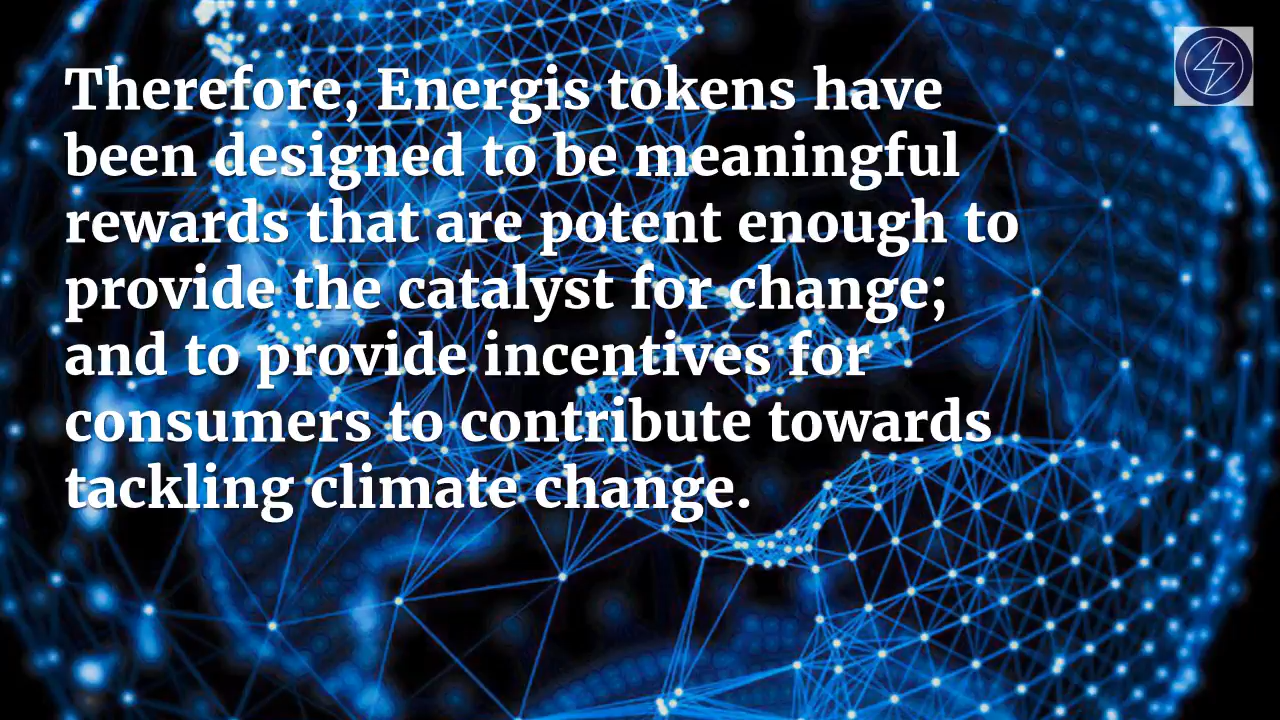 Therefore, Energis tokens have
been designed to be meaningful
rewards that are potent enough to
provide the catalyst for change;
and to provide incentives for
consumers to contribute towards
tackling climate change.